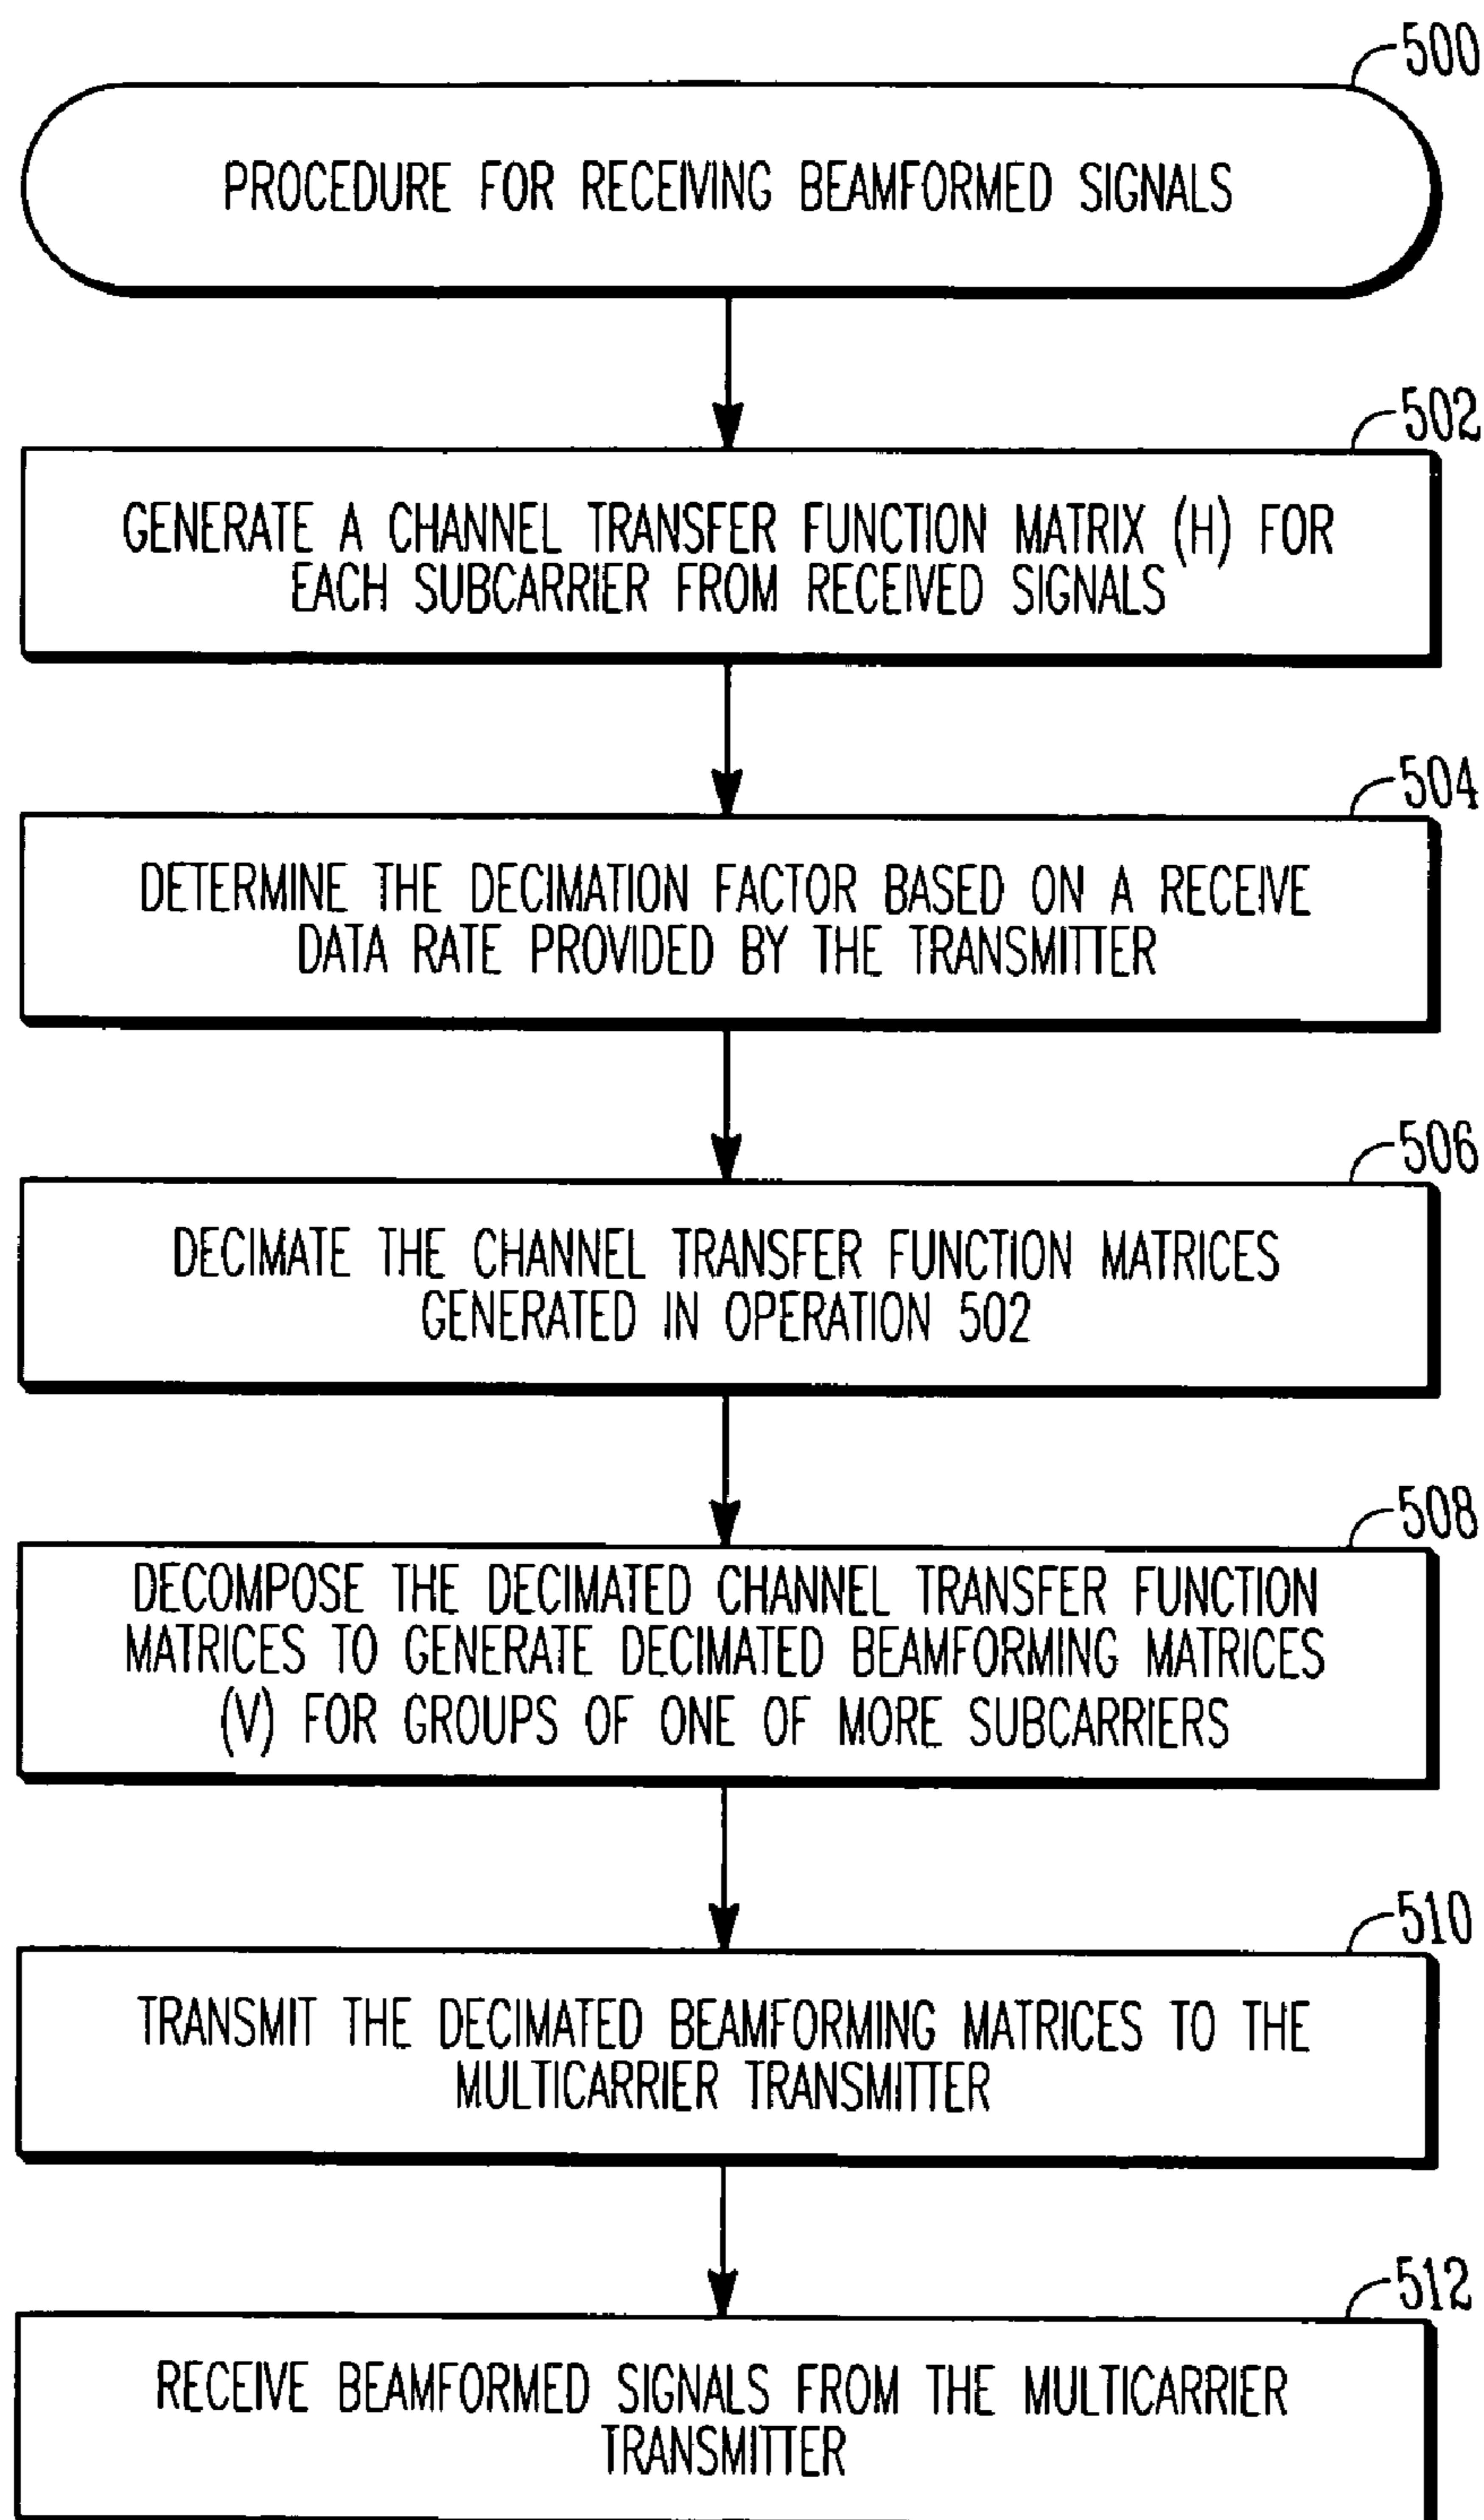 500
PROCEDURE FOR RECEIVING BEAMFORMED SIGNALS
502
GENERATE A CHANNEL TRANSFER FUNCTION MATRIX (H) FOR
EACH SUBCARRIER FROM RECEIVED SIGNALS
504
DETERMINE THE DECIMATION FACTOR BASED ON A RECEIVE
DATA RATE PROVIDED BY THE TRANSMITTER
506
DECIMATE THE CHANNEL TRANSFER FUNCTION MATRICES
GENERATED IN OPERATION 502
508
DECOMPOSE THE DECIMATED CHANNEL TRANSFER FUNCTION
MATRICES TO GENERATE DECIMATED BEAMFORMING MATRICES
(V) FOR GROUPS OF ONE OF MORE SUBCARRIERS
510
TRANSMIT THE DECIMATED BEAMFORMING MATRICES TO THE
MULTICARRIER TRANSMITTER
512
RECEIVE BEAMFORMED SIGNALS FROM THE MULTICARRIER
TRANSMITTER